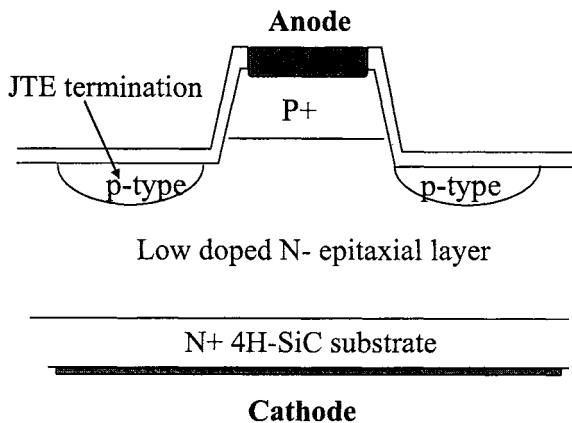 Anode
JTE termination
P+
p-type
p-type
Low doped N- epitaxial layer
N+ 4H-SiC substrate
Cathode